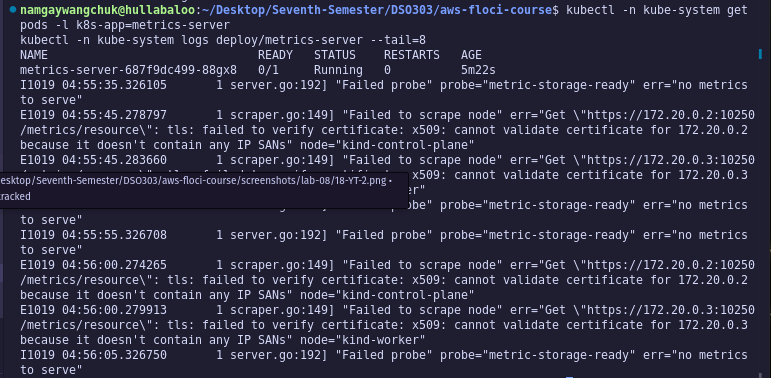 namgaywangchuk@hullabaloo:~/Desktop/Seventh-Semester/DSO303/aws-floci-course$ kubectl -n kube-system get
pods -l k8s-app=metrics-server
kubectl -n kube-system logs deploy/metrics-server --tail=8
NAME READY STATUS RESTARTS AGE
metrics-server-687f9dc499-88gx8 0/1 Running 0 5m22s
I1019 04:55:35.326105 1 server.go:192] "Failed probe" probe="metric-storage-ready" err="no metrics
to serve"
E1019 04:55:45.278797 1 scraper.go:149] "Failed to scrape node" err="Get \"https://172.20.0.2:10250
/metrics/resource\": tls: failed to verify certificate: x509: cannot validate certificate for 172.20.0.2
because it doesn't contain any IP SANs" node="kind-control-plane"
E1019 04:55:45.283660 1 scraper.go:149] "Failed to scrape node" err="Get \"https://172.20.0.3:10250
x509: cannot validate certificate for 172.20.0.3
esktop/Seventh-Semester/DSO303/aws-floci-course/screenshots/lab-08/18-YT-2.png •
er"
tracked
obe" probe="metric-storage-ready" err="no metrics
to serve"
I1019 04:55:55.326708 1 server.go:192] "Failed probe" probe="metric-storage-ready" err="no metrics
to serve"
E1019 04:56:00.274265 1 scraper.go:149] "Failed to scrape node" err="Get \"https://172.20.0.2:10250
/metrics/resource\": tls: failed to verify certificate: x509: cannot validate certificate for 172.20.0.2
because it doesn't contain any IP SANs" node="kind-control-plane"
E1019 04:56:00.279913 1 scraper.go:149] "Failed to scrape node" err="Get \"https://172.20.0.3:10250
/metrics/resource\": tls: failed to verify certificate: x509: cannot validate certificate for 172.20.0.3
because it doesn't contain any IP SANs" node="kind-worker"
I1019 04:56:05.326750 1 server.go:192] "Failed probe" probe="metric-storage-ready" err="no metrics
to serve"